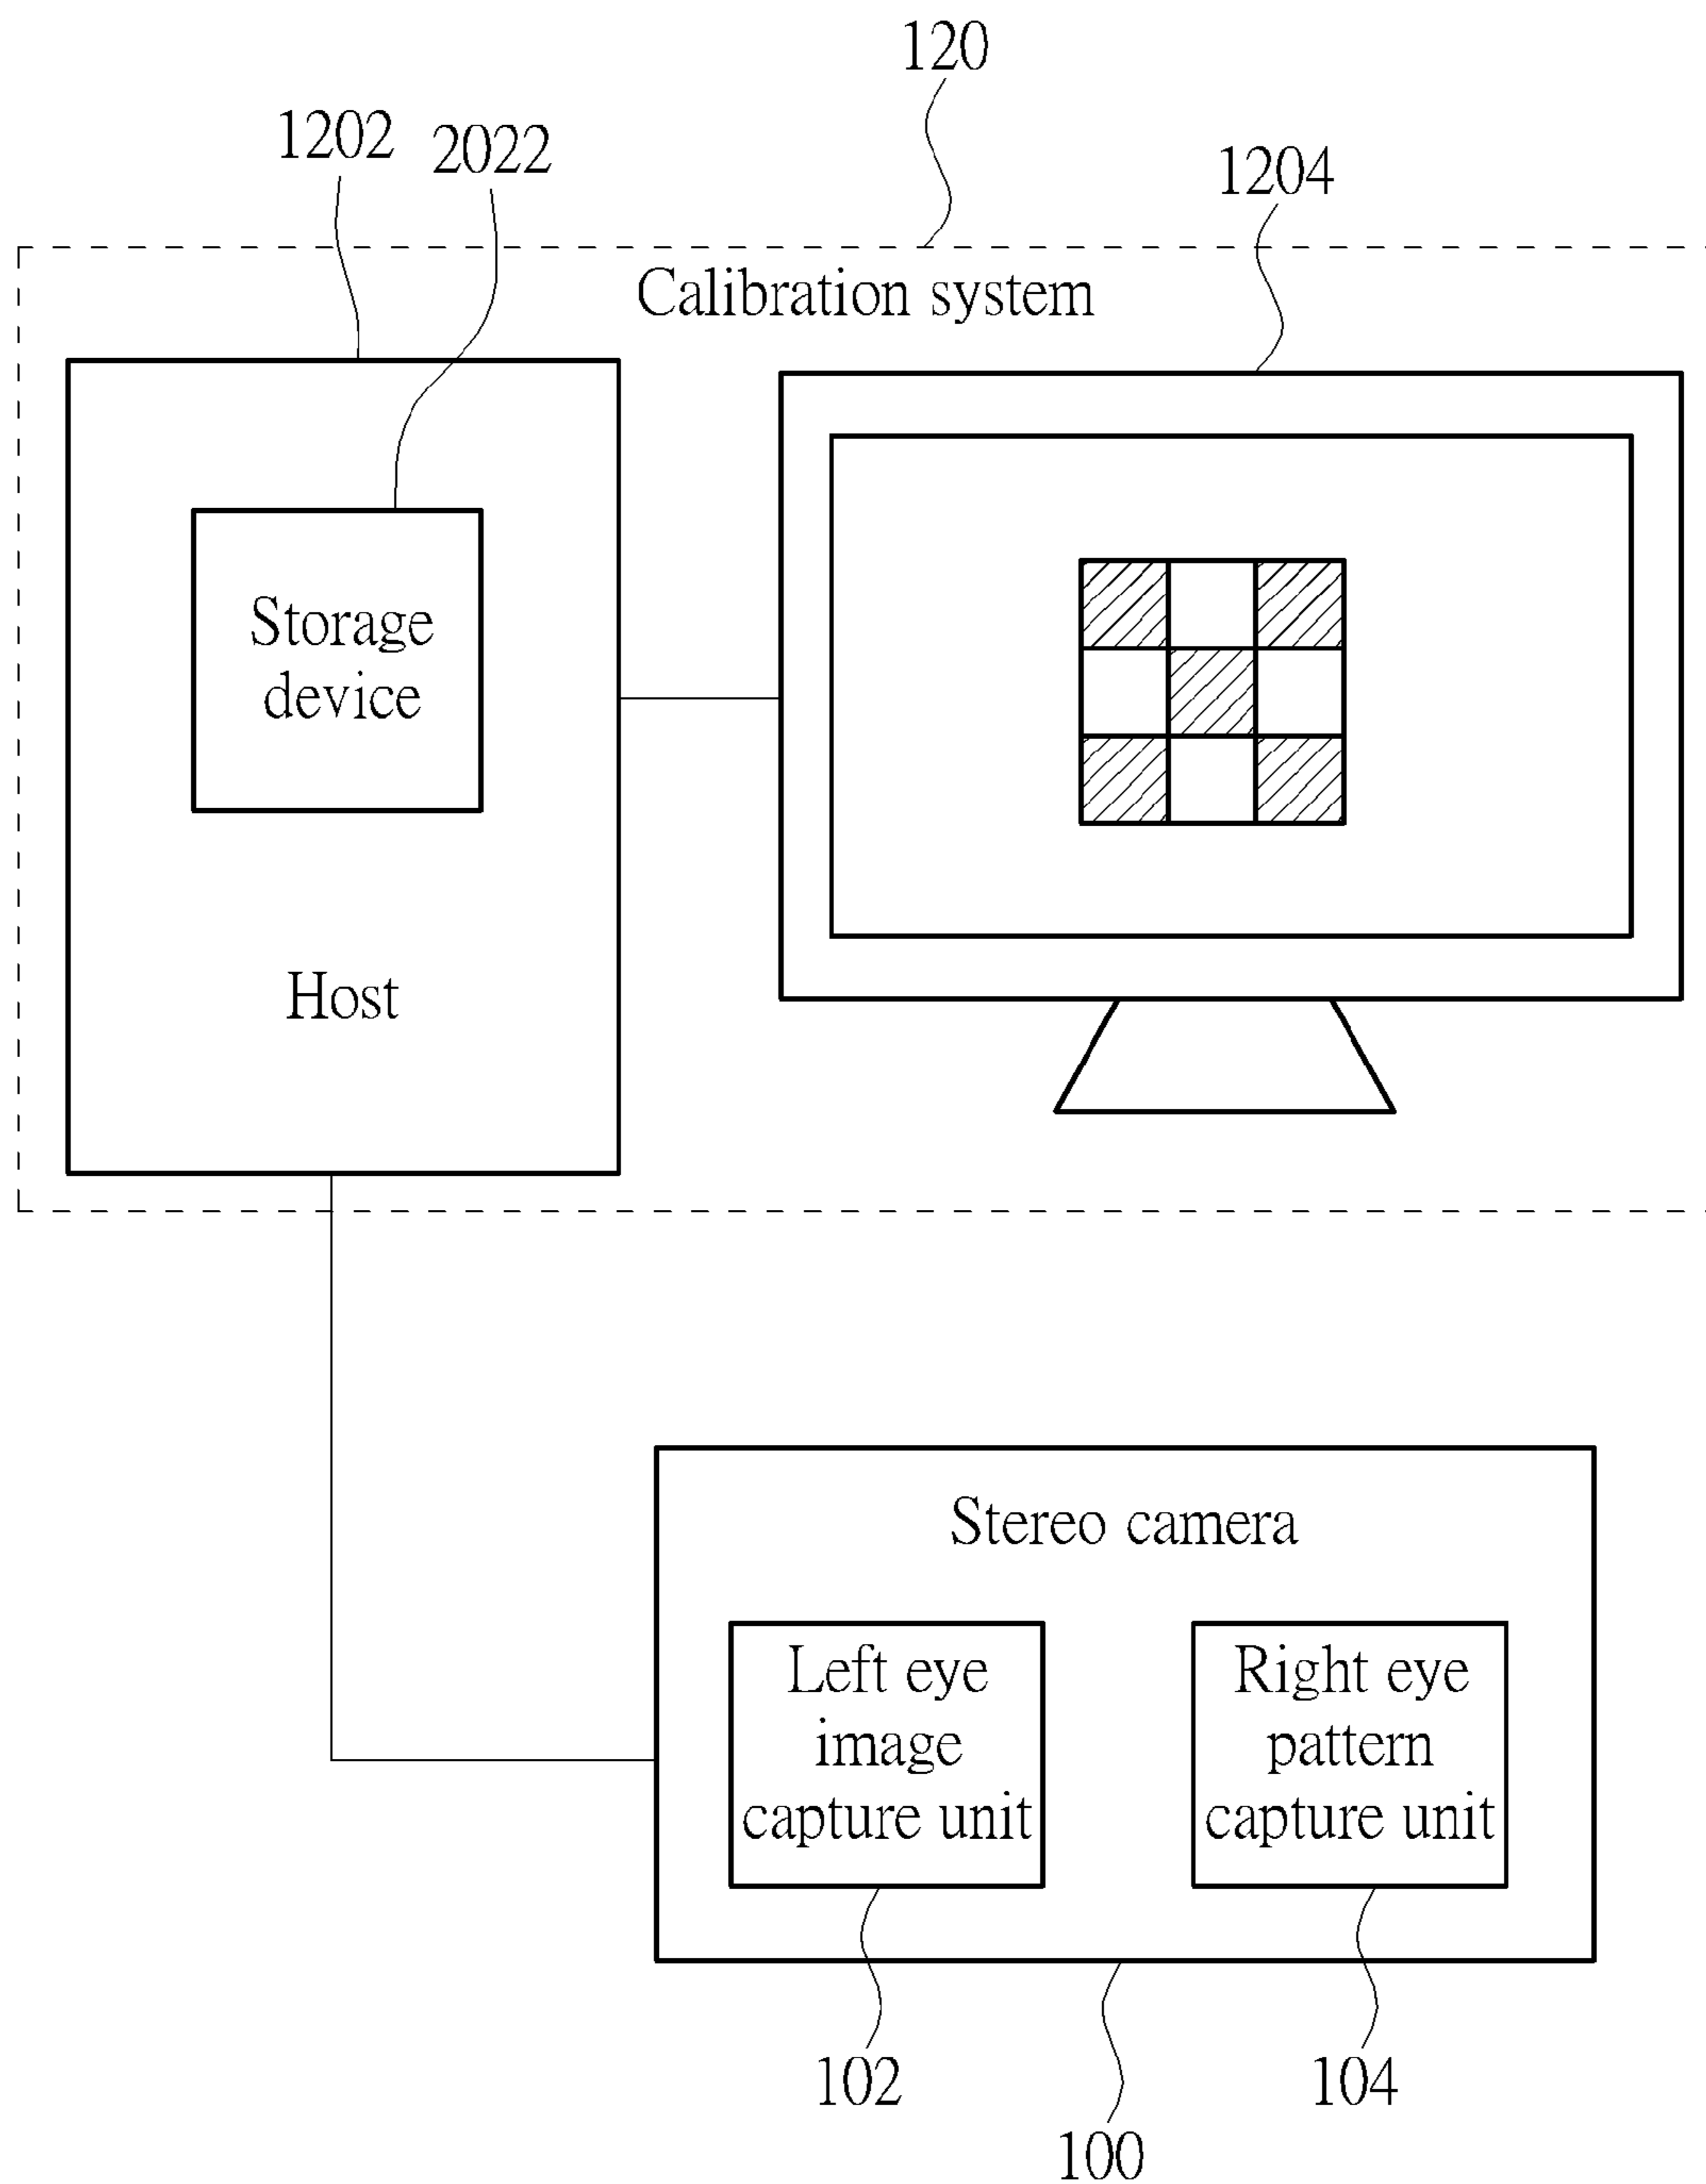 120
1202
2022
1204
Calibration system
Storage
device
Host
Stereo camera
Left eye
image
capture unit
Right eye
pattern
capture unit
102
104
100